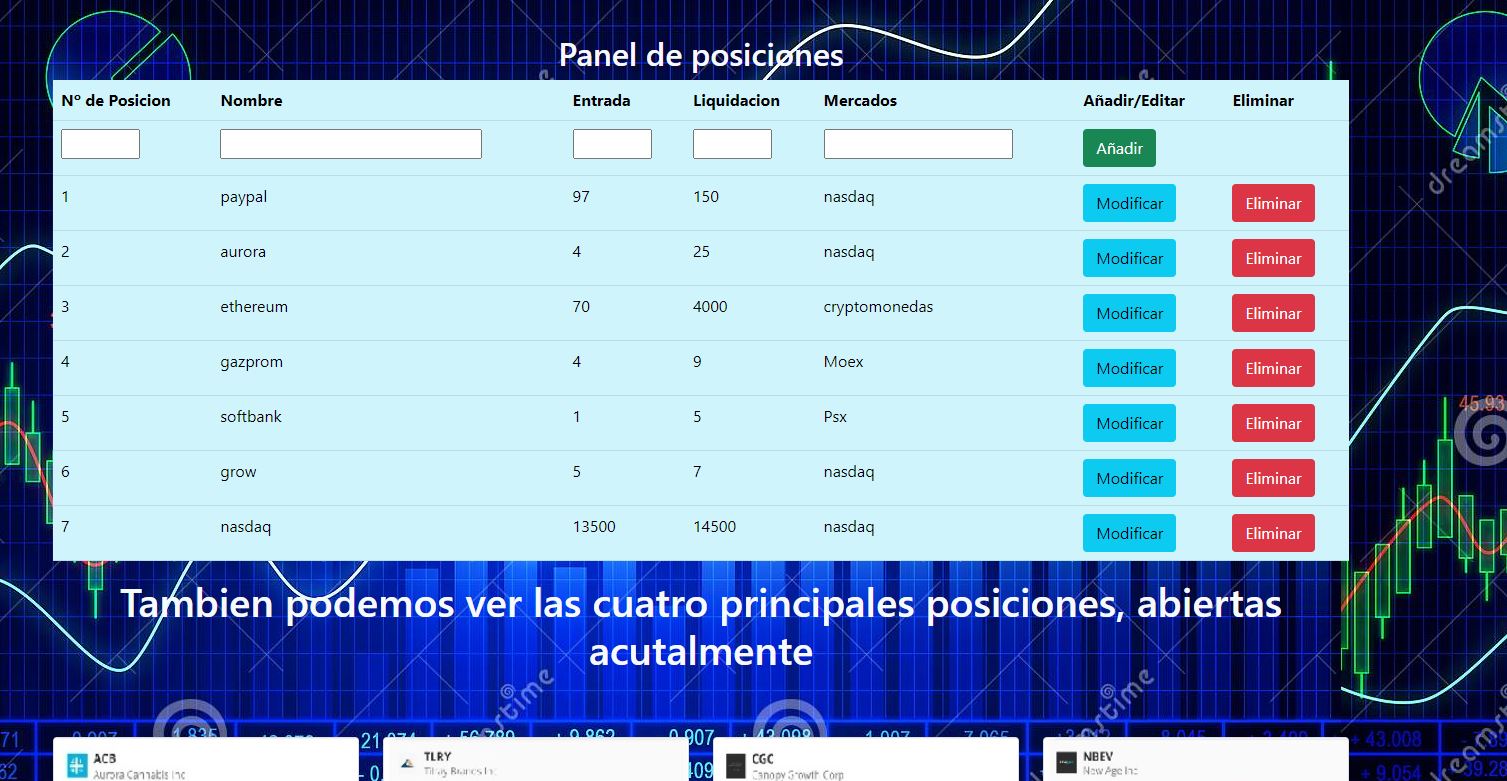 Panel de posiciones
Nº de Posicion Nombre Entrada Liquidacion Mercados Añadir/Editar Eliminar
Añadir
1 paypal 97 150 nasdaq Modificar Eliminar
2 aurora 4 25 nasdaq Modificar Eliminar
3 ethereum 70 4000 cryptomonedas Modificar Eliminar
4 gazprom 4 9 Moex Modificar Eliminar
45.93
5 softbank 1 5 Psx Modificar Eliminar
6 grow 5 7 nasdaq Modificar Eliminar
7 nasdaq 13500 14500 nasdaq Modificar Eliminar
Tambien podemos ver las cuatro principales posiciones, abiertas
acutalmente
dreamstime
+ 43.008
ACB TLRY CGC NBEV
Aurora Cannabis Inc Tilray Brands Inc Canopy Growth Corp New Age Inc
+ 9.054